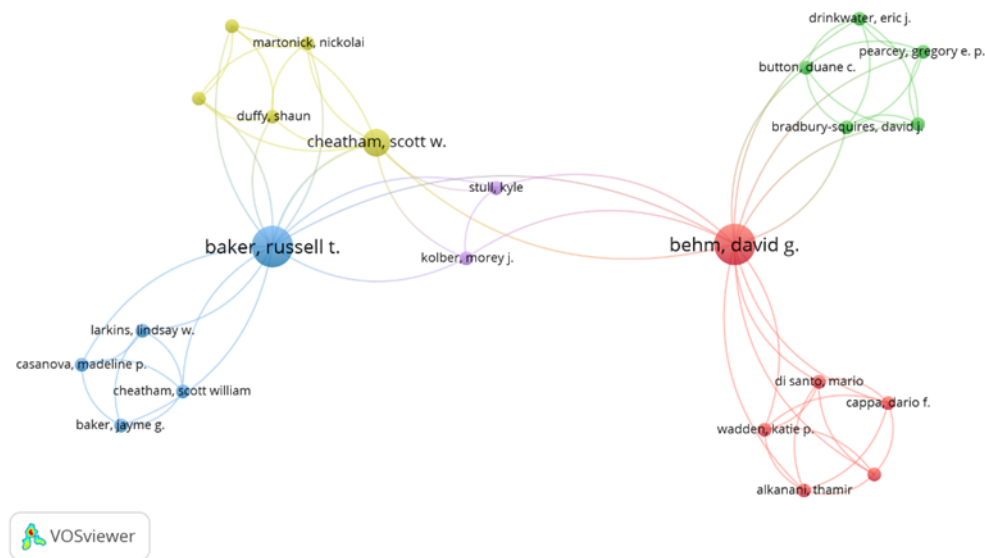 drinkwater, eric j.
martonick, nickolai
pearcey, gregory e. p.
button, duane c.
duffy, shaun
bradbury-squires, david j.
cheatham, scott w.
stull, kyle
baker, russell t.
behm, david g.
kolber, morey j.
larkins, lindsay w.
casanova, madeline p.
di santo, mario
cheatham, scott william
cappa, dario f.
baker, jayme g.
wadden, katie p.
alkanani, thamir
VOSviewer